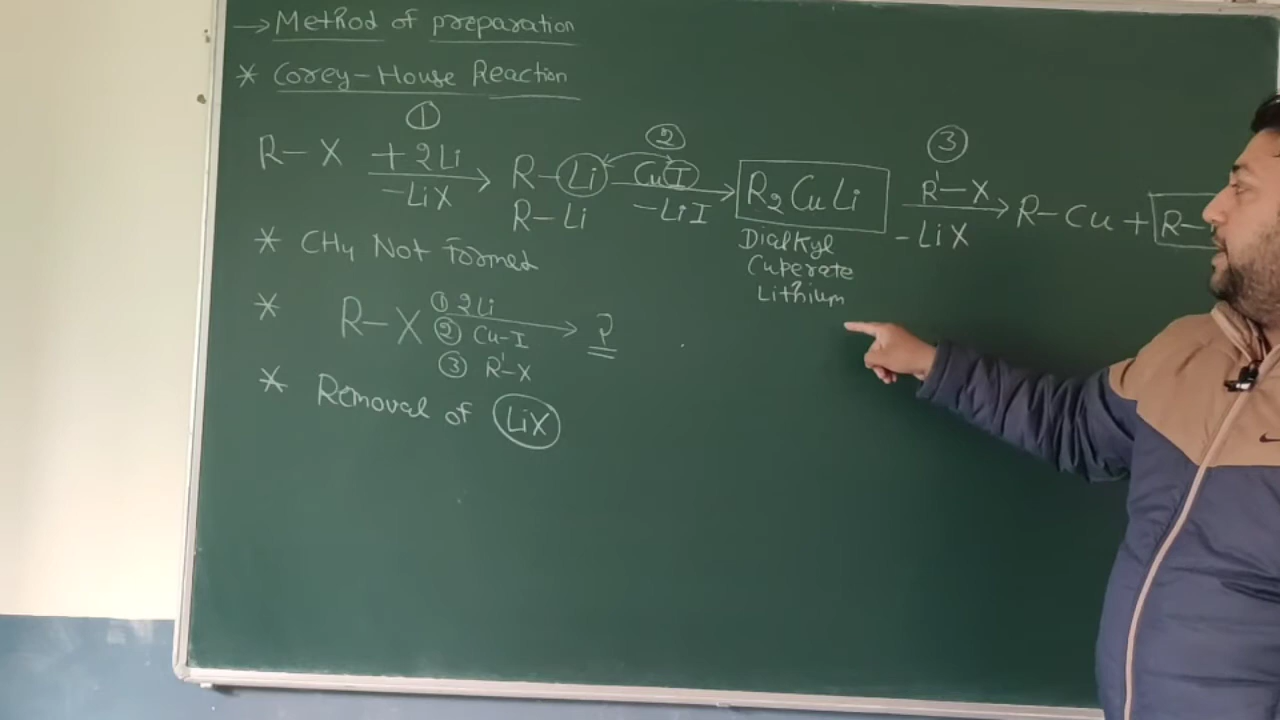 → Method of preparation
* Corey-House Reaction
① ② ③
R-X +2Li -LiX → R-Li CuI -LiI → R₂CuLi R'-X -LiX → R-Cu + R-
R-Li
Dialkyl
Cuperate
Lithium
* CH₄ Not formed
* R-X ① 2Li → ?
② Cu-I
③ R'-X
* Removal of LiX